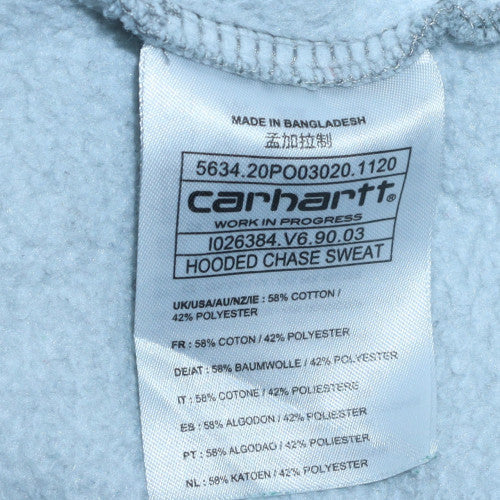 MADE IN BANGLADESH
孟加拉制
5634.20PO03020.1120
carhartt®
WORK IN PROGRESS
I026384.V6.90.03
HOODED CHASE SWEAT
UK/USA/AU/NZ/IE : 58% COTTON /
42% POLYESTER
FR : 58% COTON / 42% POLYESTER
DE/AT : 58% BAUMWOLLE / 42% POLYESTER
IT : 58% COTONE / 42% POLIESTERE
ES : 58% ALGODON / 42% POLIESTER
PT : 58% ALGODAO / 42% POLIESTER
NL : 58% KATOEN / 42% POLYESTER